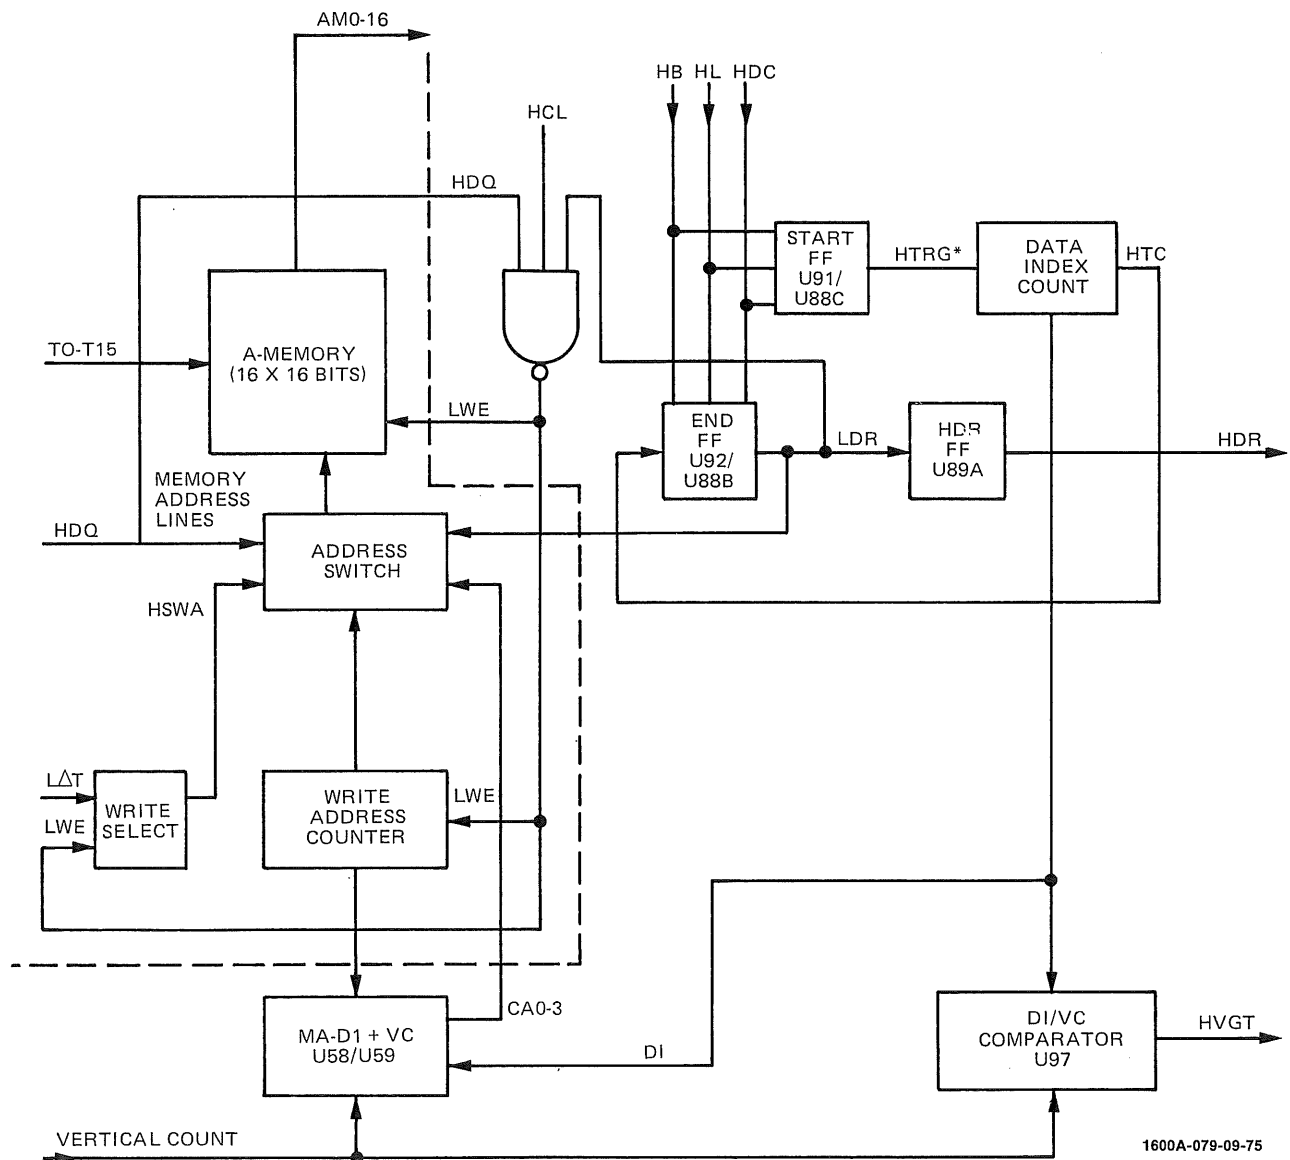 AM0-16
HB HL HDC
HCL
HDQ
START
FF
U91/
U88C
HTRG*
DATA
INDEX
COUNT
HTC
TO-T15
A-MEMORY
(16 X 16 BITS)
LWE
END
FF
U92/
U88B
LDR
HDR
FF
U89A
HDR
MEMORY
ADDRESS
LINES
HDQ
ADDRESS
SWITCH
HSWA
L∆T
LWE
WRITE
SELECT
WRITE
ADDRESS
COUNTER
LWE
CA0-3
MA-D1 + VC
U58/U59
DI
DI/VC
COMPARATOR
U97
HVGT
VERTICAL COUNT
1600A-079-09-75